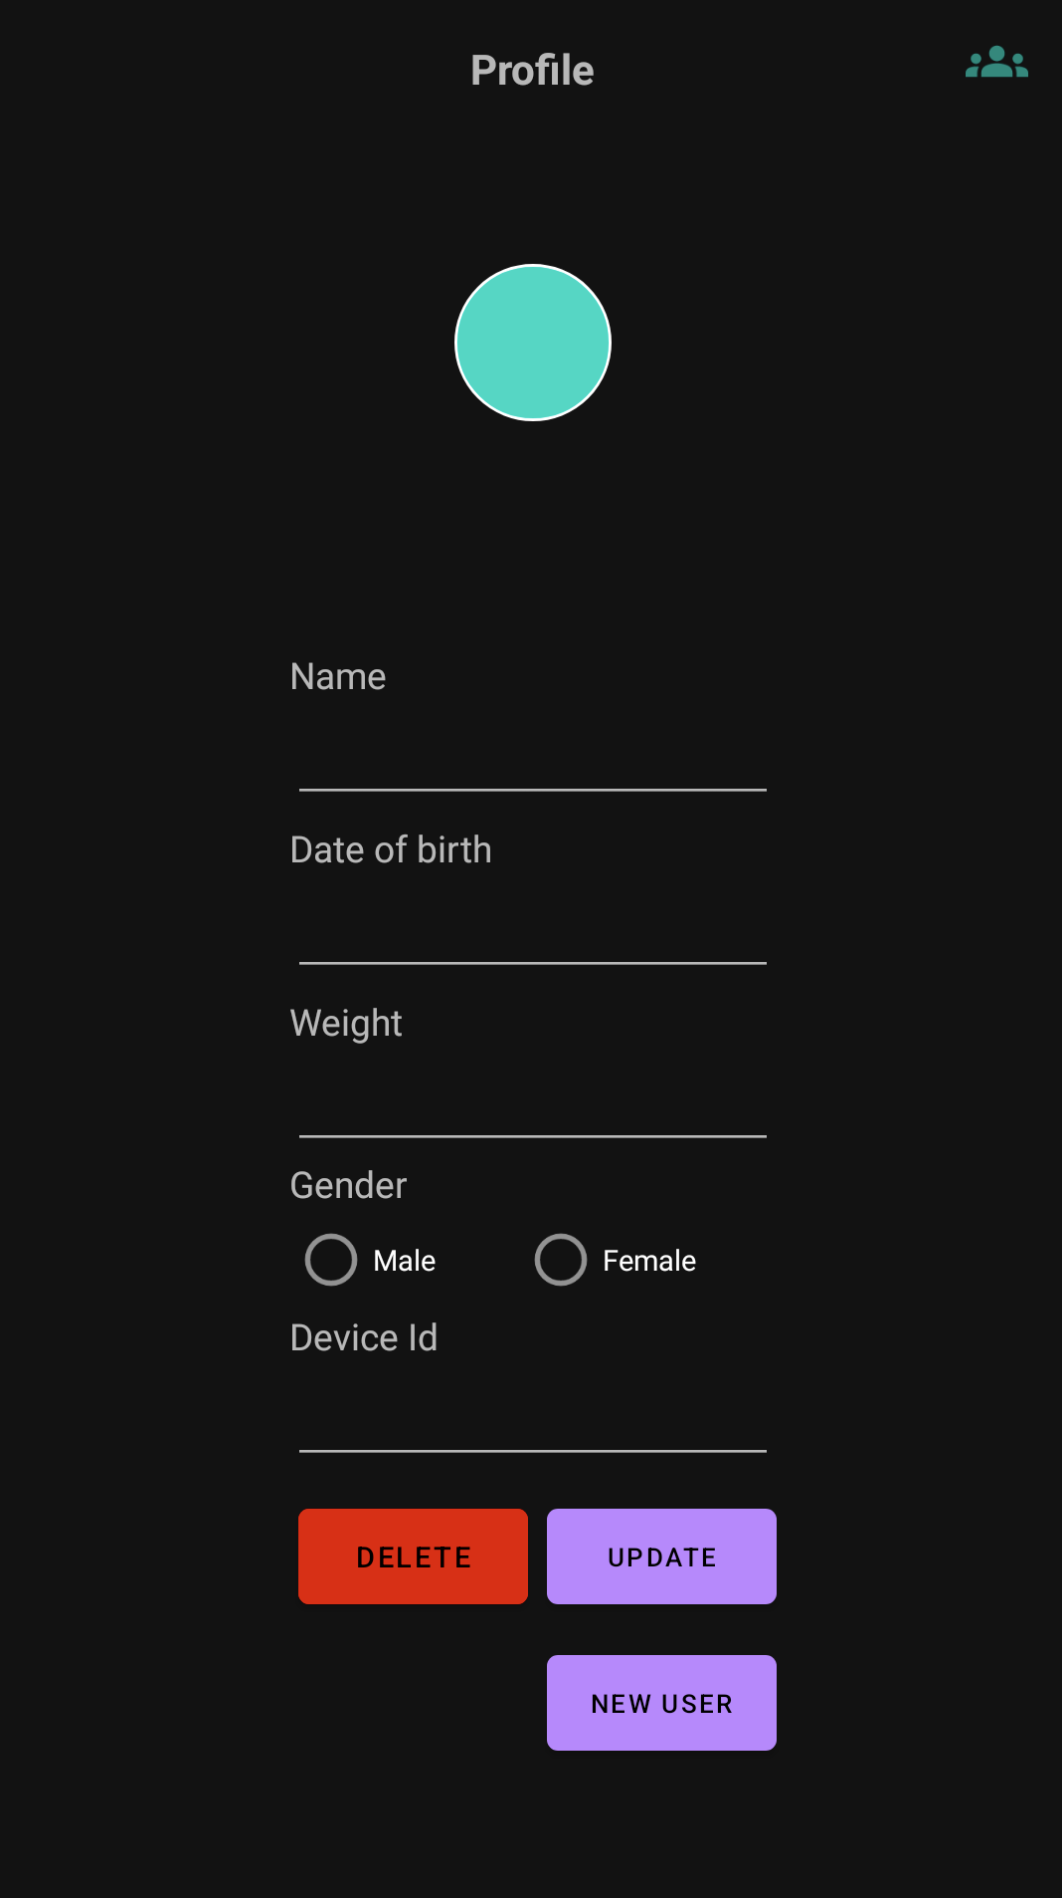 Profile
Name
Date of birth
Weight
Gender
Male Female
Device Id
DELETE UPDATE
NEW USER